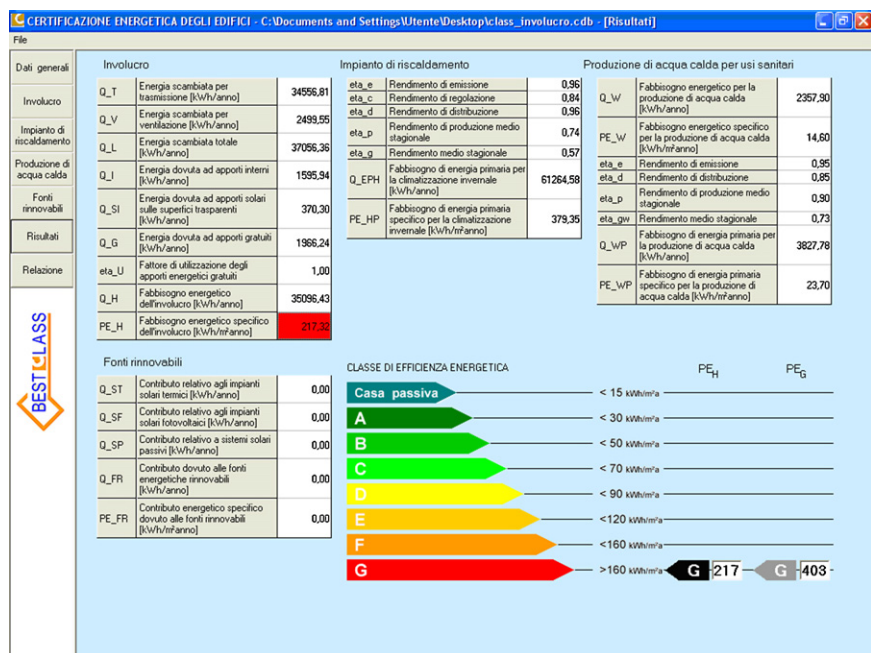 CERTIFICAZIONE ENERGETICA DEGLI EDIFICI - C:\Documents and Settings\Utente\Desktop\class_involucro.cdb - [Risultati]
File
Dati generali
Involucro
Impianto di
riscaldamento
Produzione di
acqua calda
Fonti
rinnovabili
Risultati
Relazione
BESTCLASS
Involucro
Q_T Energia scambiata per
trasmissione [kWh/anno] 34556,81
Q_V Energia scambiata per
ventilazione [kWh/anno] 2499,55
Q_L Energia scambiata totale
[kWh/anno] 37056,36
Q_I Energia dovuta ad apporti interni
[kWh/anno] 1595,94
Q_SI Energia dovuta ad apporti solari
sulle superfici trasparenti
[kWh/anno] 370,30
Q_G Energia dovuta ad apporti gratuiti
[kWh/anno] 1966,24
eta_U Fattore di utilizzazione degli
apporti energetici gratuiti 1,00
Q_H Fabbisogno energetico
dell'involucro [kWh/anno] 35096,43
PE_H Fabbisogno energetico specifico
dell'involucro [kWh/m²anno] 217,32
Impianto di riscaldamento
eta_e Rendimento di emissione 0,96
eta_c Rendimento di regolazione 0,84
eta_d Rendimento di distribuzione 0,96
eta_p Rendimento di produzione medio
stagionale 0,74
eta_g Rendimento medio stagionale 0,57
Q_EPH Fabbisogno di energia primaria per
la climatizzazione invernale
[kWh/anno] 61264,58
PE_HP Fabbisogno di energia primaria
specifico per la climatizzazione
invernale [kWh/m²anno] 379,35
Produzione di acqua calda per usi sanitari
Q_W Fabbisogno energetico per la
produzione di acqua calda
[kWh/anno] 2357,90
PE_W Fabbisogno energetico specifico
per la produzione di acqua calda
[kWh/m²anno] 14,60
eta_e Rendimento di emissione 0,95
eta_d Rendimento di distribuzione 0,85
eta_p Rendimento di produzione medio
stagionale 0,90
eta_gw Rendimento medio stagionale 0,73
Q_WP Fabbisogno di energia primaria per
la produzione di acqua calda
[kWh/anno] 3827,78
PE_WP Fabbisogno di energia primaria
specifico per la produzione di
acqua calda [kWh/m²anno] 23,70
Fonti rinnovabili
Q_ST Contributo relativo agli impianti
solari termici [kWh/anno] 0,00
Q_SF Contributo relativo agli impianti
solari fotovoltaici [kWh/anno] 0,00
Q_SP Contributo relativo a sistemi solari
passivi [kWh/anno] 0,00
Q_FR Contributo dovuto alle fonti
energetiche rinnovabili
[kWh/anno] 0,00
PE_FR Contributo energetico specifico
dovuto alle fonti rinnovabili
[kWh/m²anno] 0,00
CLASSE DI EFFICIENZA ENERGETICA PE_H PE_G
Casa passiva < 15 kWh/m²a
A < 30 kWh/m²a
B < 50 kWh/m²a
C < 70 kWh/m²a
D < 90 kWh/m²a
E <120 kWh/m²a
F <160 kWh/m²a
G >160 kWh/m²a G 217 G 403